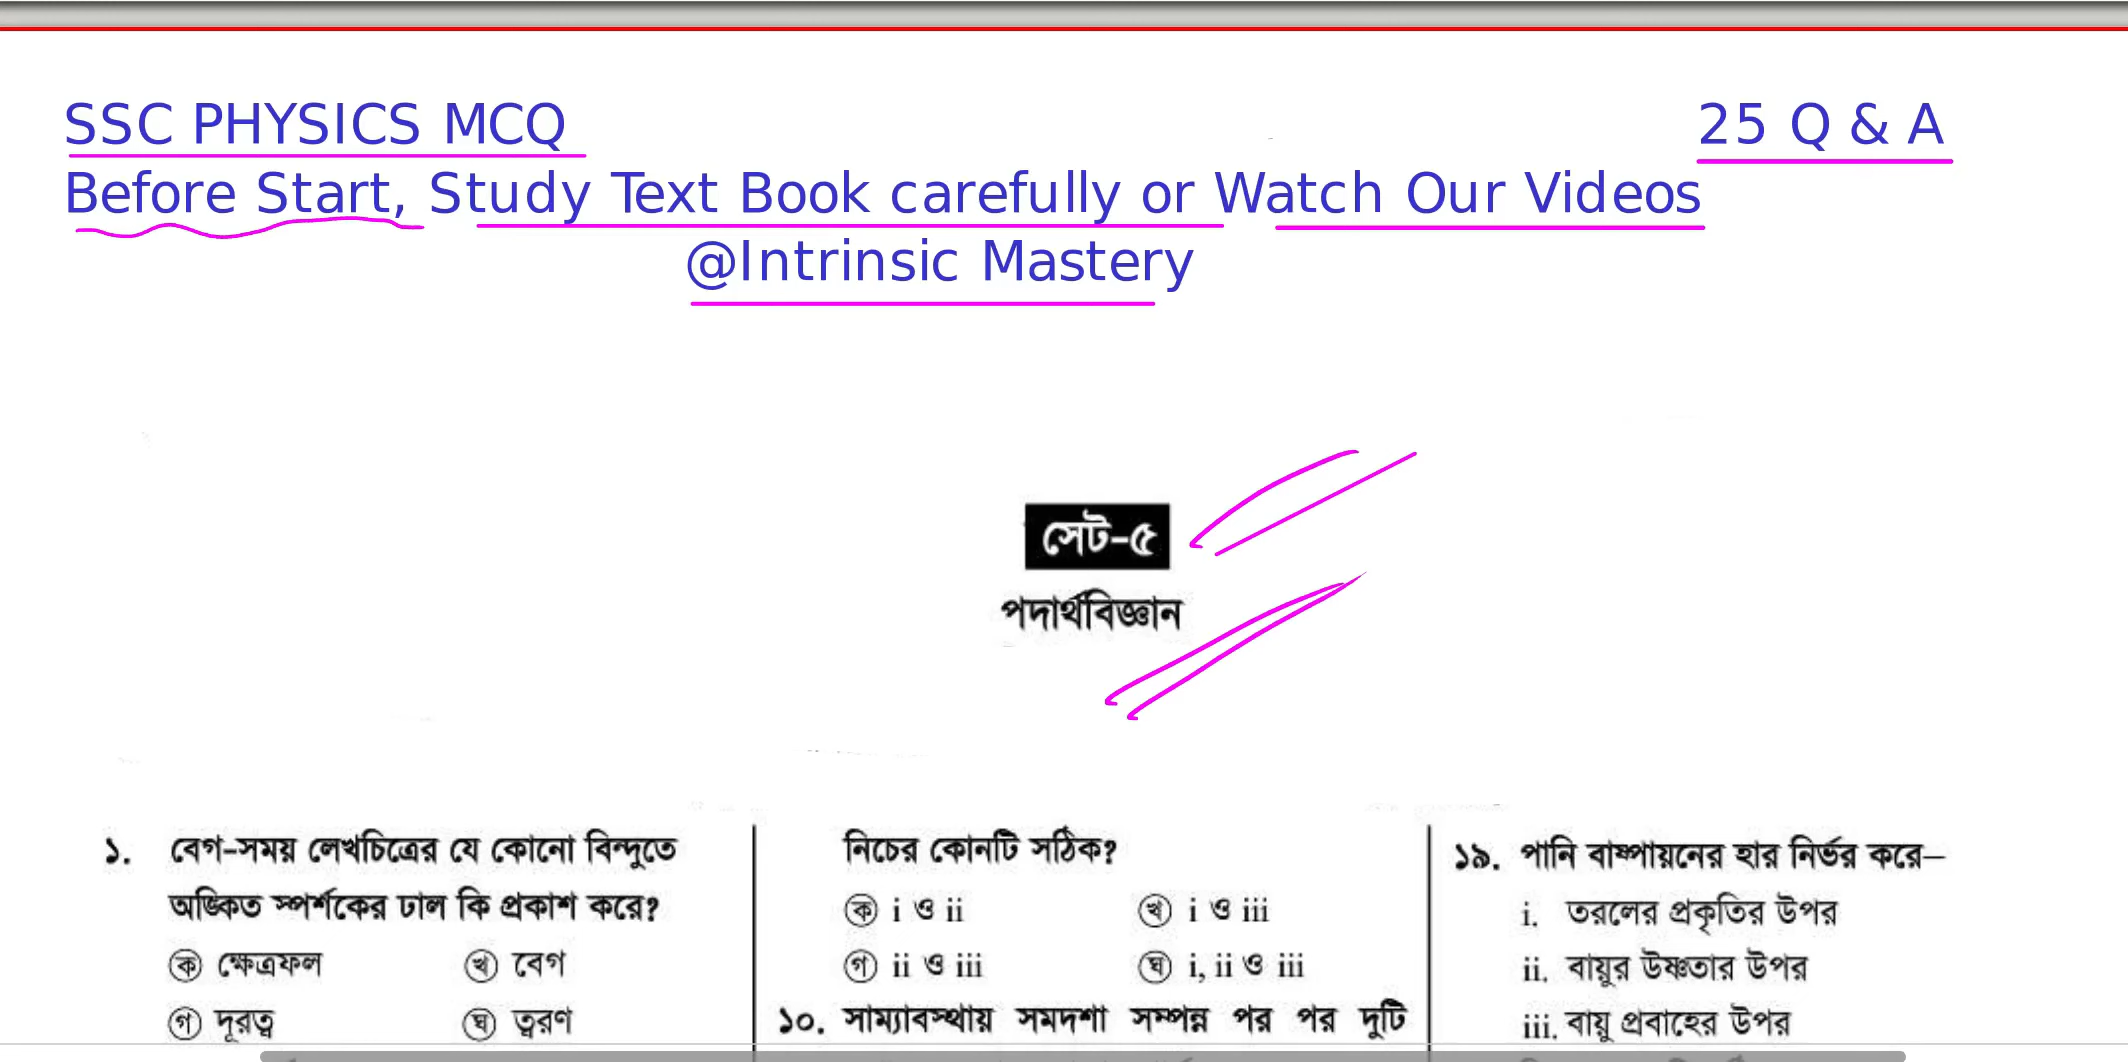 SSC PHYSICS MCQ 25 Q & A
Before Start, Study Text Book carefully or Watch Our Videos
@Intrinsic Mastery
সেট-৫
পদার্থবিজ্ঞান
১. বেগ-সময় লেখচিত্রের যে কোনো বিন্দুতে
অঙ্কিত স্পর্শকের ঢাল কি প্রকাশ করে?
ক ক্ষেত্রফল খ বেগ
গ দূরত্ব ঘ ত্বরণ
নিচের কোনটি সঠিক?
ক i ও ii খ i ও iii
গ ii ও iii ঘ i, ii ও iii
১০. সাম্যাবস্থায় সমদশা সম্পন্ন পর পর দুটি
১৯. পানি বাষ্পায়নের হার নির্ভর করে–
i. তরলের প্রকৃতির উপর
ii. বায়ুর উষ্ণতার উপর
iii. বায়ু প্রবাহের উপর